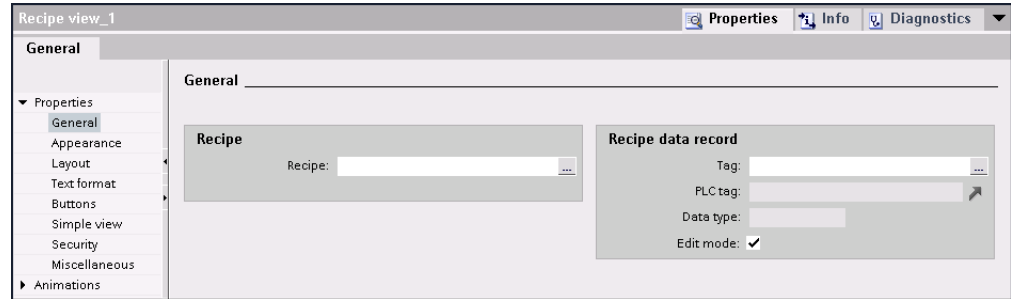 Recipe view_1
Properties
Info
Diagnostics
General
General
Properties
General
Appearance
Layout
Text format
Buttons
Simple view
Security
Miscellaneous
Animations
Recipe
Recipe:
...
Recipe data record
Tag:
...
PLC tag:
Data type:
Edit mode: